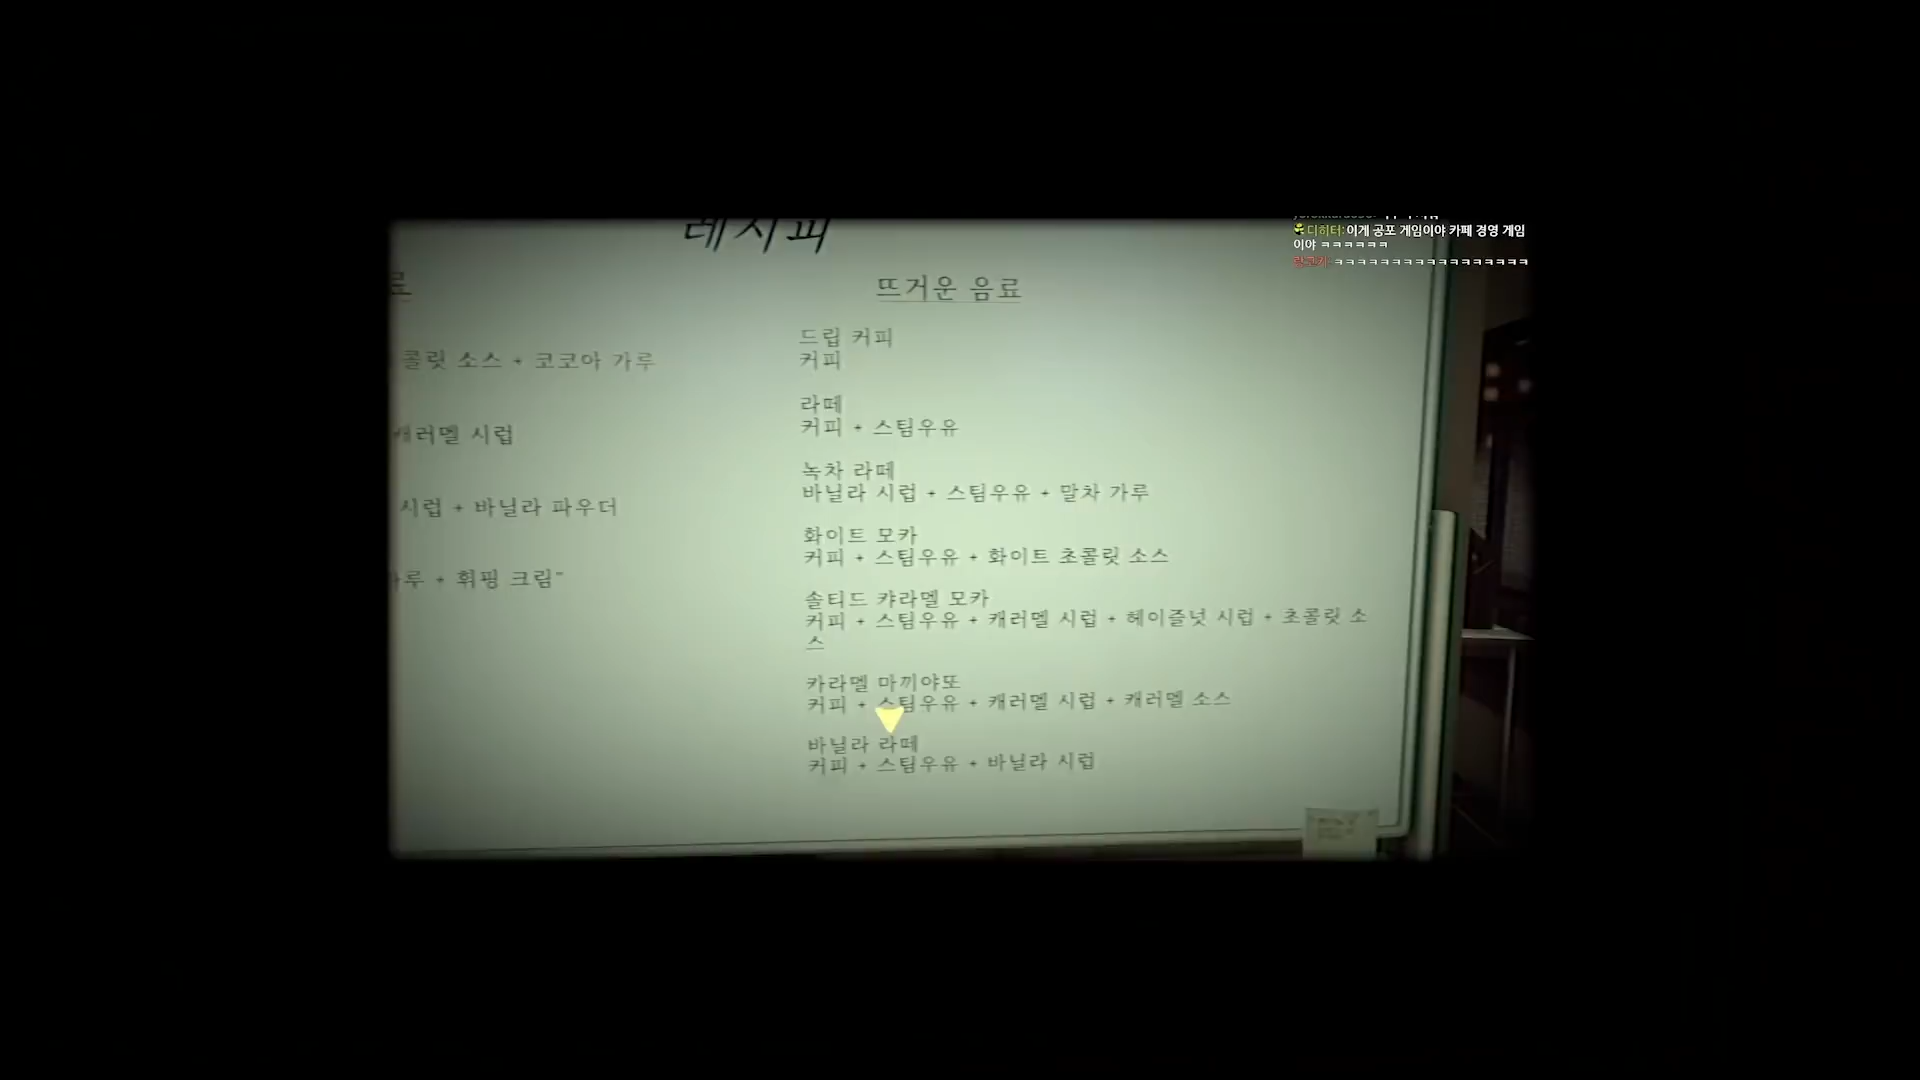 레시피
료
콜릿 소스 + 코코아 가루
캐러멜 시럽
시럽 + 바닐라 파우더
가루 + 휘핑 크림"
뜨거운 음료
드립 커피
커피
라떼
커피 + 스팀우유
녹차 라떼
바닐라 시럽 + 스팀우유 + 말차 가루
화이트 모카
커피 + 스팀우유 + 화이트 초콜릿 소스
솔티드 캬라멜 모카
커피 + 스팀우유 + 캐러멜 시럽 + 헤이즐넛 시럽 + 초콜릿 소
스
카라멜 마끼야또
커피 + 스팀우유 + 캐러멜 시럽 + 캐러멜 소스
바닐라 라떼
커피 + 스팀우유 + 바닐라 시럽
디히터: 이게 공포 게임이야 카페 경영 게임
이야 ㅋㅋㅋㅋㅋㅋ
ㅋㅋㅋㅋㅋㅋㅋㅋㅋㅋㅋㅋㅋㅋㅋㅋㅋ